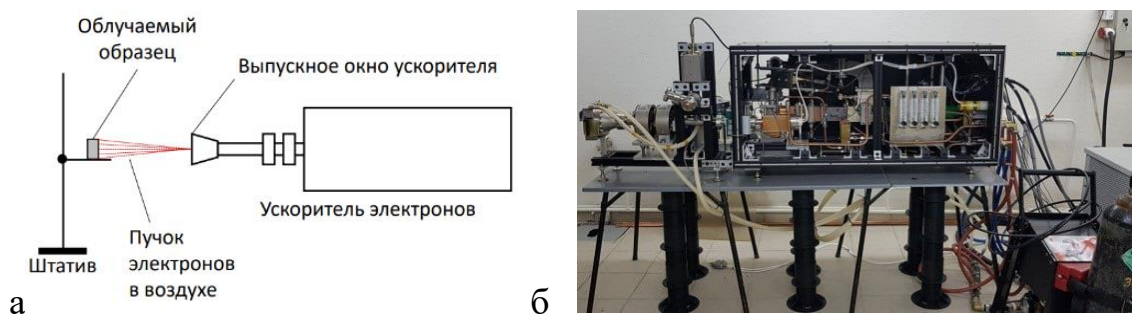 Облучаемый
образец
Выпускное окно ускорителя
Ускоритель электронов
Пучок
электронов
в воздухе
Штатив
а
б